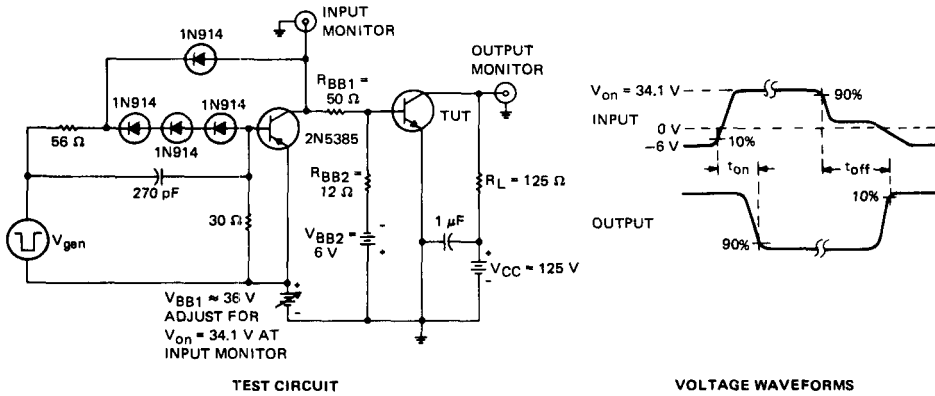 INPUT
MONITOR
1N914
OUTPUT
MONITOR
RBB1 =
50 Ω
1N914
1N914
56 Ω
1N914
2N5385
TUT
270 pF
RBB2 =
12 Ω
RL = 125 Ω
30 Ω
1 μF
Vgen
VBB2 =
6 V
-
+
+
VCC ≈ 125 V
-
VBB1 ≈ 36 V
ADJUST FOR
Von = 34.1 V AT
INPUT MONITOR
+
-
TEST CIRCUIT
Von = 34.1 V
90%
INPUT
0 V
10%
-6 V
ton
toff
10%
OUTPUT
90%
VOLTAGE WAVEFORMS